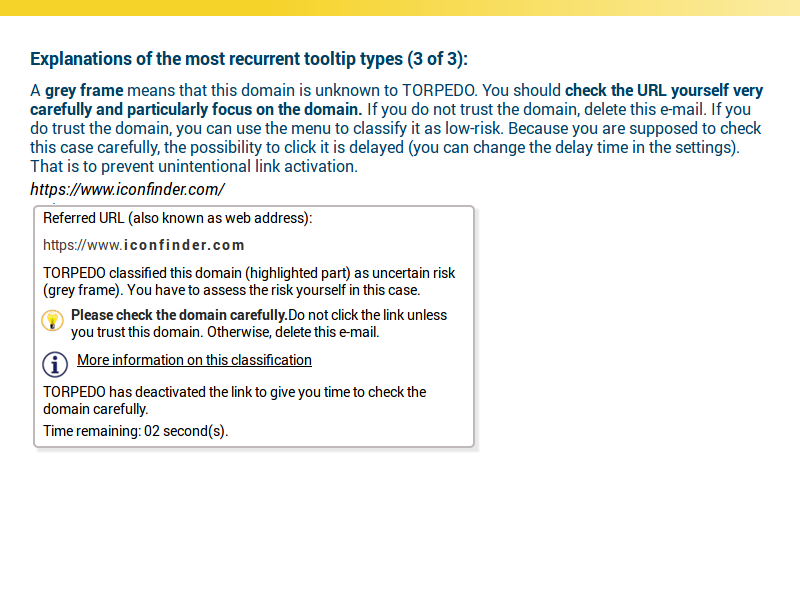 Explanations of the most recurrent tooltip types (3 of 3):
A grey frame means that this domain is unknown to TORPEDO. You should check the URL yourself very
carefully and particularly focus on the domain. If you do not trust the domain, delete this e-mail. If you
do trust the domain, you can use the menu to classify it as low-risk. Because you are supposed to check
this case carefully, the possibility to click it is delayed (you can change the delay time in the settings).
That is to prevent unintentional link activation.
https://www.iconfinder.com/
Referred URL (also known as web address):
https://www.iconfinder.com
TORPEDO classified this domain (highlighted part) as uncertain risk
(grey frame). You have to assess the risk yourself in this case.
Please check the domain carefully.Do not click the link unless
you trust this domain. Otherwise, delete this e-mail.
More information on this classification
TORPEDO has deactivated the link to give you time to check the
domain carefully.
Time remaining: 02 second(s).